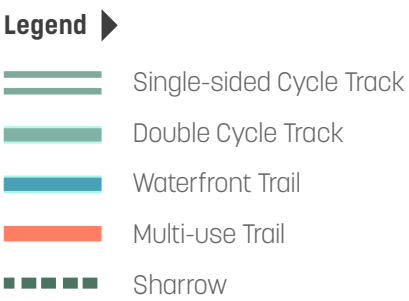 Legend
Single-sided Cycle Track
Double Cycle Track
Waterfront Trail
Multi-use Trail
Sharrow